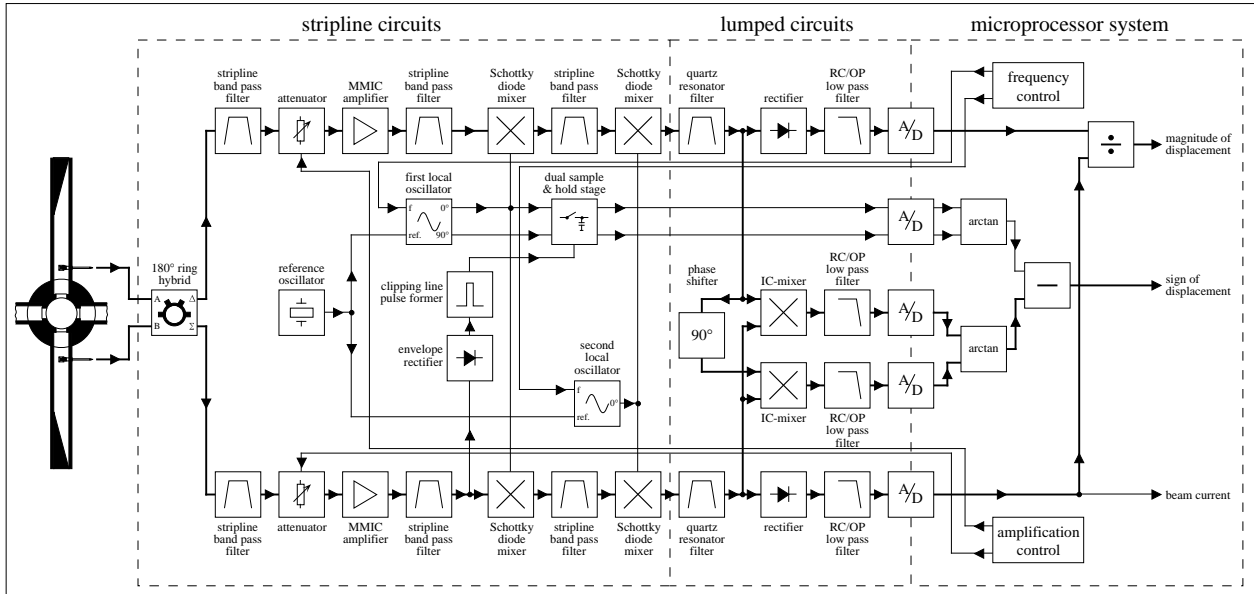 stripline circuits
lumped circuits
microprocessor system
stripline
band pass
filter
attenuator
MMIC
amplifier
stripline
band pass
filter
Schottky
diode
mixer
stripline
band pass
filter
Schottky
diode
mixer
quartz
resonator
filter
rectifier
RC/OP
low pass
filter
A/D
frequency
control
÷
magnitude of
displacement
first local
oscillator
f
0°
ref.
90°
dual sample
& hold stage
A/D
arctan
180° ring
hybrid
A
Δ
B
Σ
reference
oscillator
clipping line
pulse former
phase
shifter
90°
IC-mixer
RC/OP
low pass
filter
A/D
arctan
sign of
displacement
envelope
rectifier
second
local
oscillator
f
0°
ref.
IC-mixer
RC/OP
low pass
filter
A/D
stripline
band pass
filter
attenuator
MMIC
amplifier
stripline
band pass
filter
Schottky
diode
mixer
stripline
band pass
filter
Schottky
diode
mixer
quartz
resonator
filter
rectifier
RC/OP
low pass
filter
A/D
beam current
amplification
control